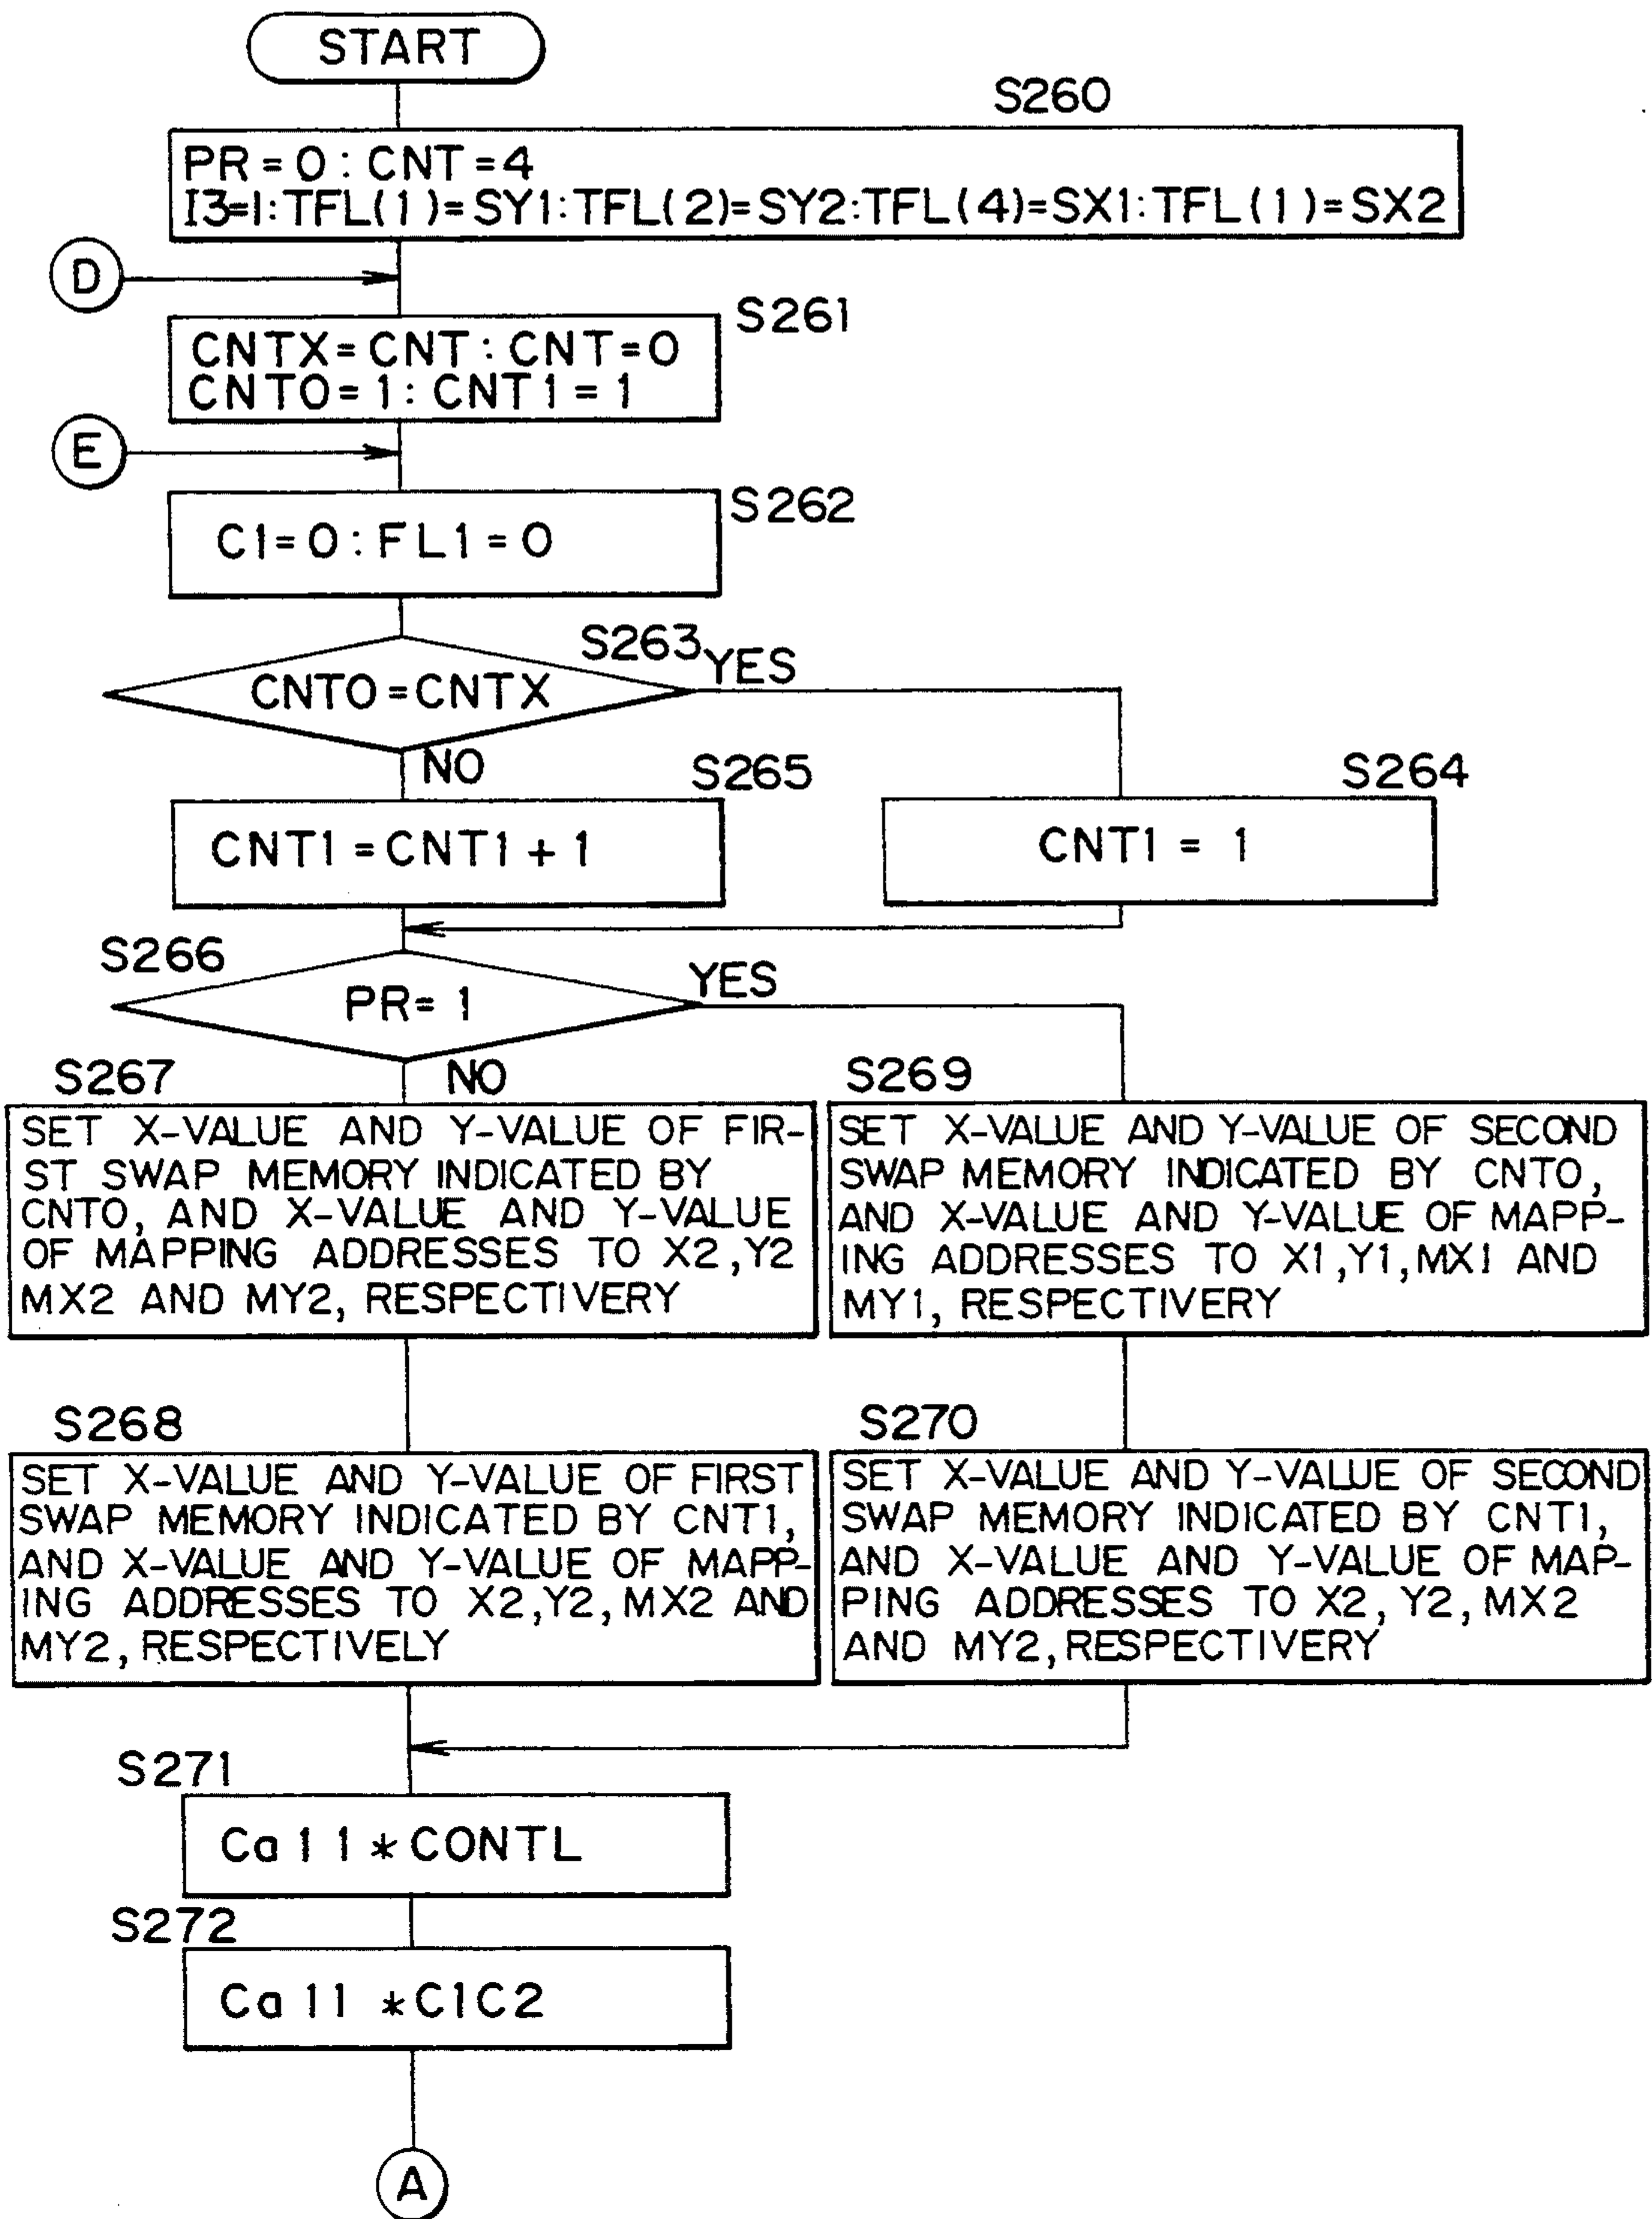 START
S260
PR=0:CNT=4
I3=1:TFL(1)=SY1:TFL(2)=SY2:TFL(4)=SX1:TFL(1)=SX2
D
S261
CNTX=CNT:CNT=0
CNT0=1:CNT1=1
E
S262
C1=0:FL1=0
S263
CNT0=CNTX
YES
NO
S265
CNT1=CNT1+1
S264
CNT1 = 1
S266
PR= 1
YES
NO
S267
SET X-VALUE AND Y-VALUE OF FIR-
ST SWAP MEMORY INDICATED BY
CNT0, AND X-VALUE AND Y-VALUE
OF MAPPING ADDRESSES TO X2,Y2
MX2 AND MY2, RESPECTIVERY
S269
SET X-VALUE AND Y-VALUE OF SECOND
SWAP MEMORY INDICATED BY CNT0,
AND X-VALUE AND Y-VALUE OF MAPP-
ING ADDRESSES TO X1,Y1,MX1 AND
MY1, RESPECTIVERY
S268
SET X-VALUE AND Y-VALUE OF FIRST
SWAP MEMORY INDICATED BY CNT1,
AND X-VALUE AND Y-VALUE OF MAPP-
ING ADDRESSES TO X2,Y2, MX2 AND
MY2, RESPECTIVELY
S270
SET X-VALUE AND Y-VALUE OF SECOND
SWAP MEMORY INDICATED BY CNT1,
AND X-VALUE AND Y-VALUE OF MAP-
PING ADDRESSES TO X2, Y2, MX2
AND MY2, RESPECTIVERY
S271
Call *CONTL
S272
Call *C1C2
A